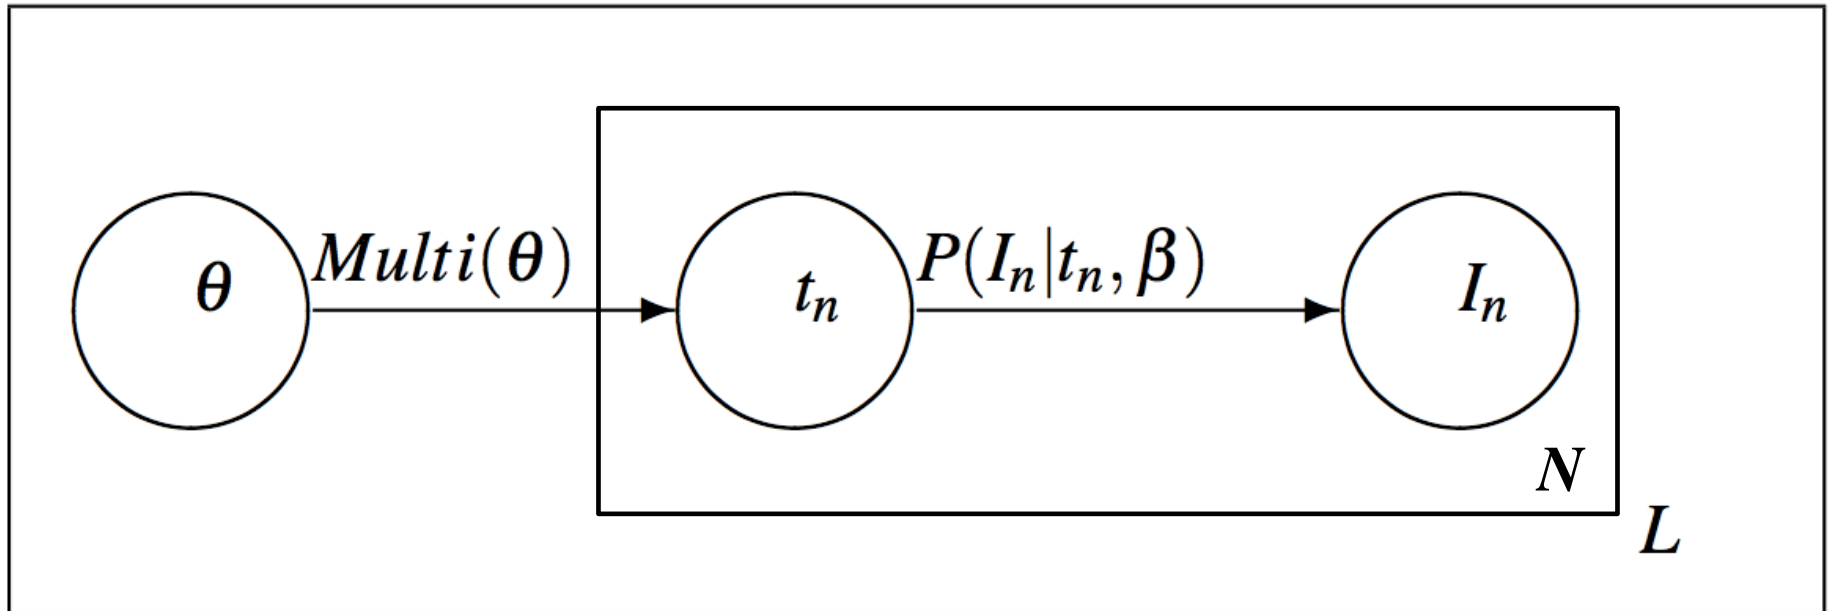 θ
Multi(θ)
t_n
P(I_n|t_n, β)
I_n
N
L